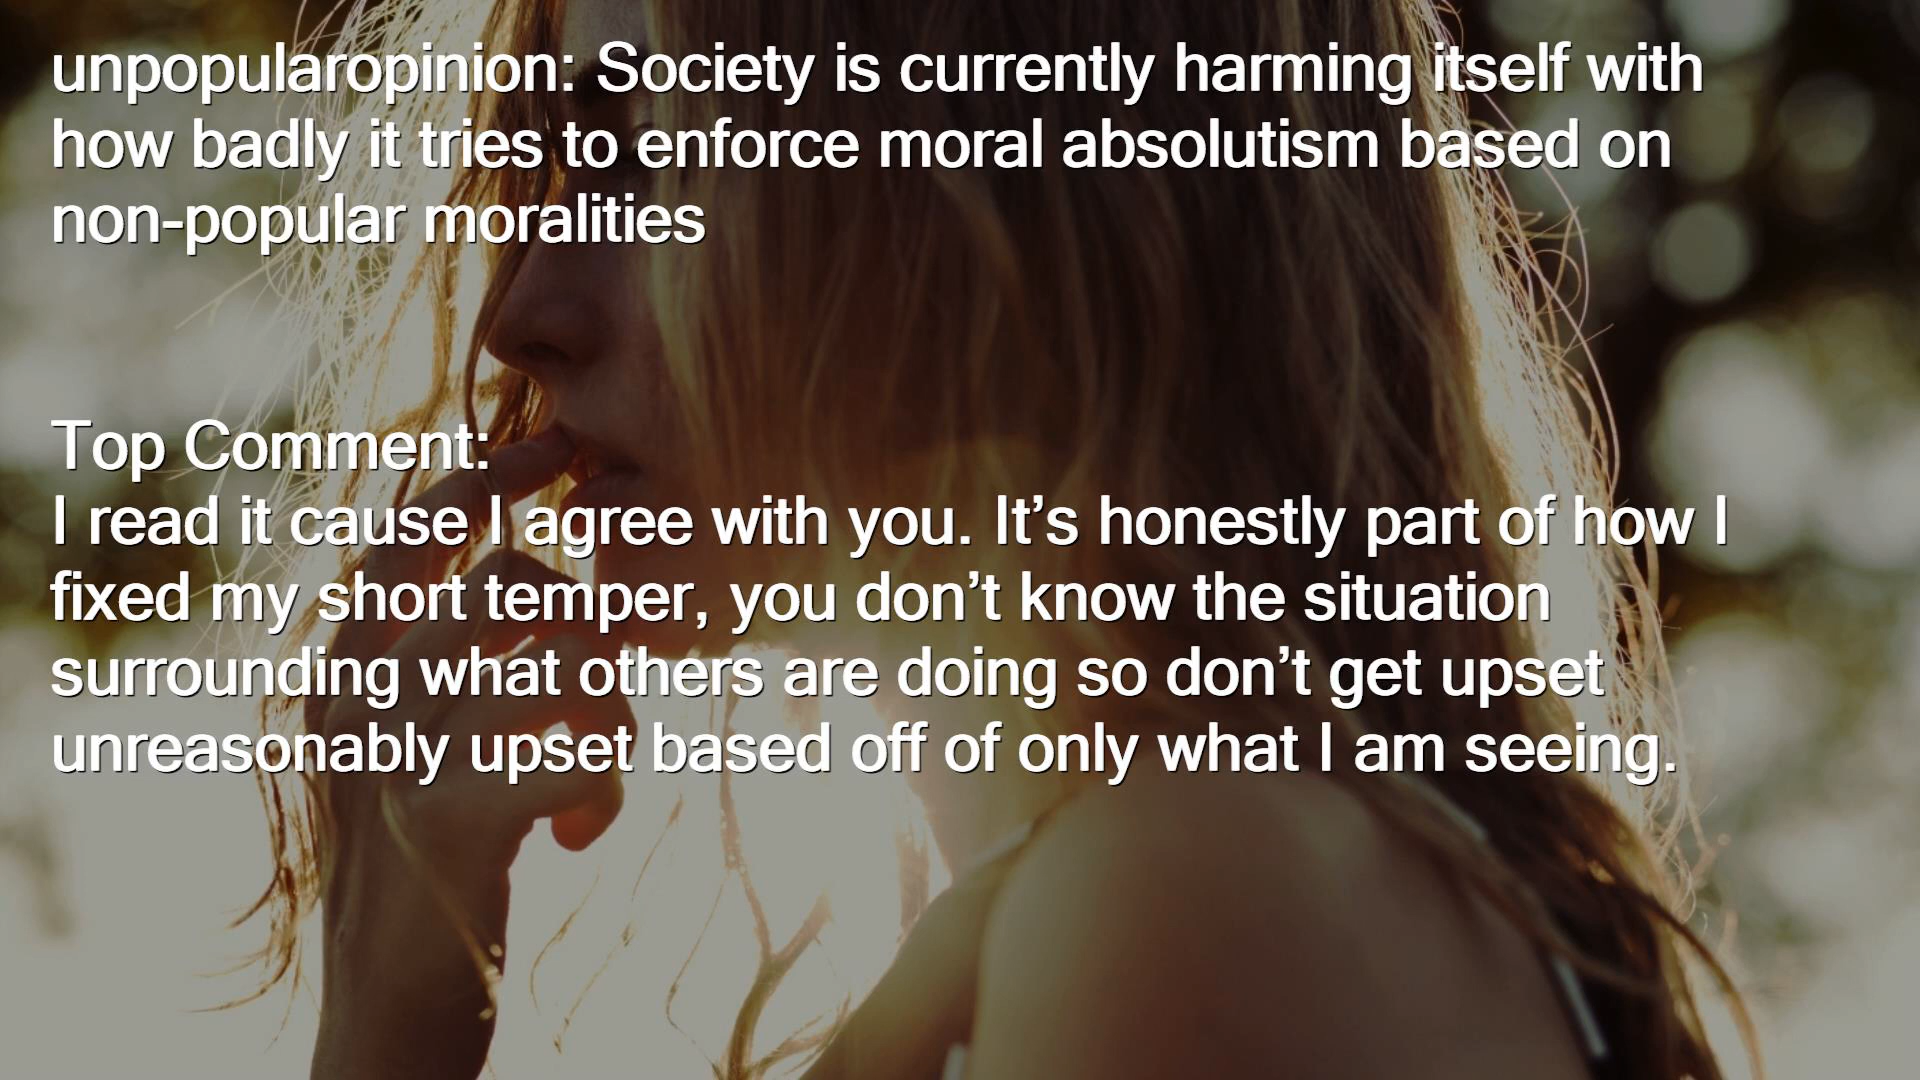 unpopularopinion: Society is currently harming itself with
how badly it tries to enforce moral absolutism based on
non-popular moralities
Top Comment:
I read it cause I agree with you. It’s honestly part of how I
fixed my short temper, you don’t know the situation
surrounding what others are doing so don’t get upset
unreasonably upset based off of only what I am seeing.